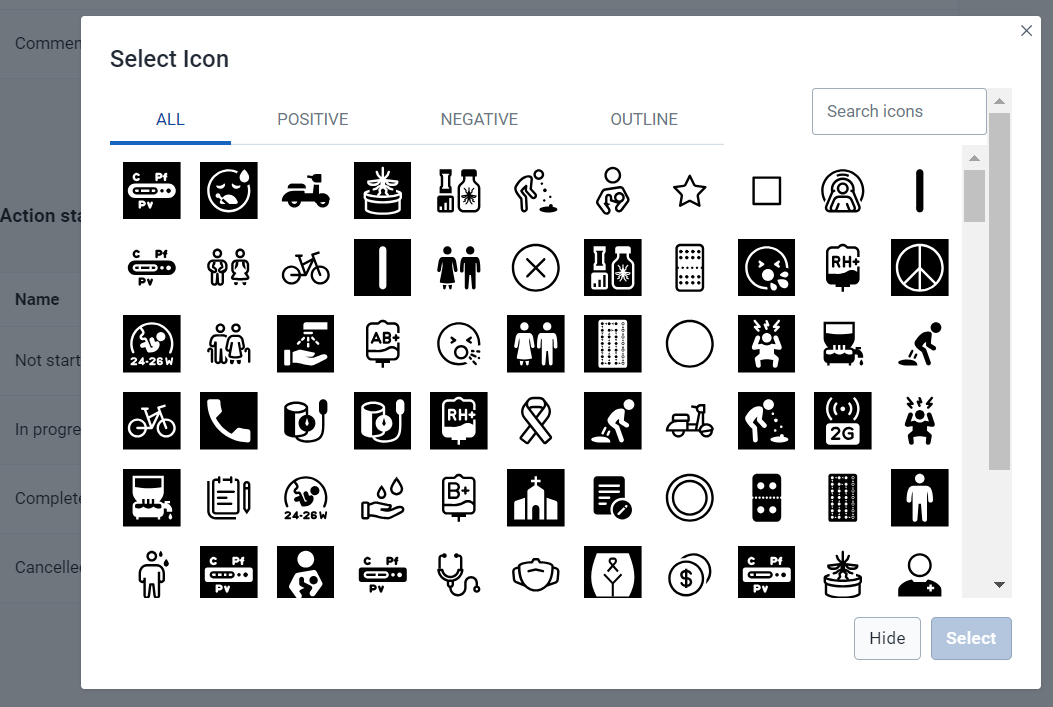 Commen
Select Icon
ALL POSITIVE NEGATIVE OUTLINE Search icons
C Pf
Pv
Action sta
C Pf
Pv
RH+
Name
24-26 W
AB+
Not start
RH+
2G
In progre
24-26 W
B+
Complete
C Pf
Pv
C Pf
Pv
$
C Pf
Pv
Cancelle
Hide Select